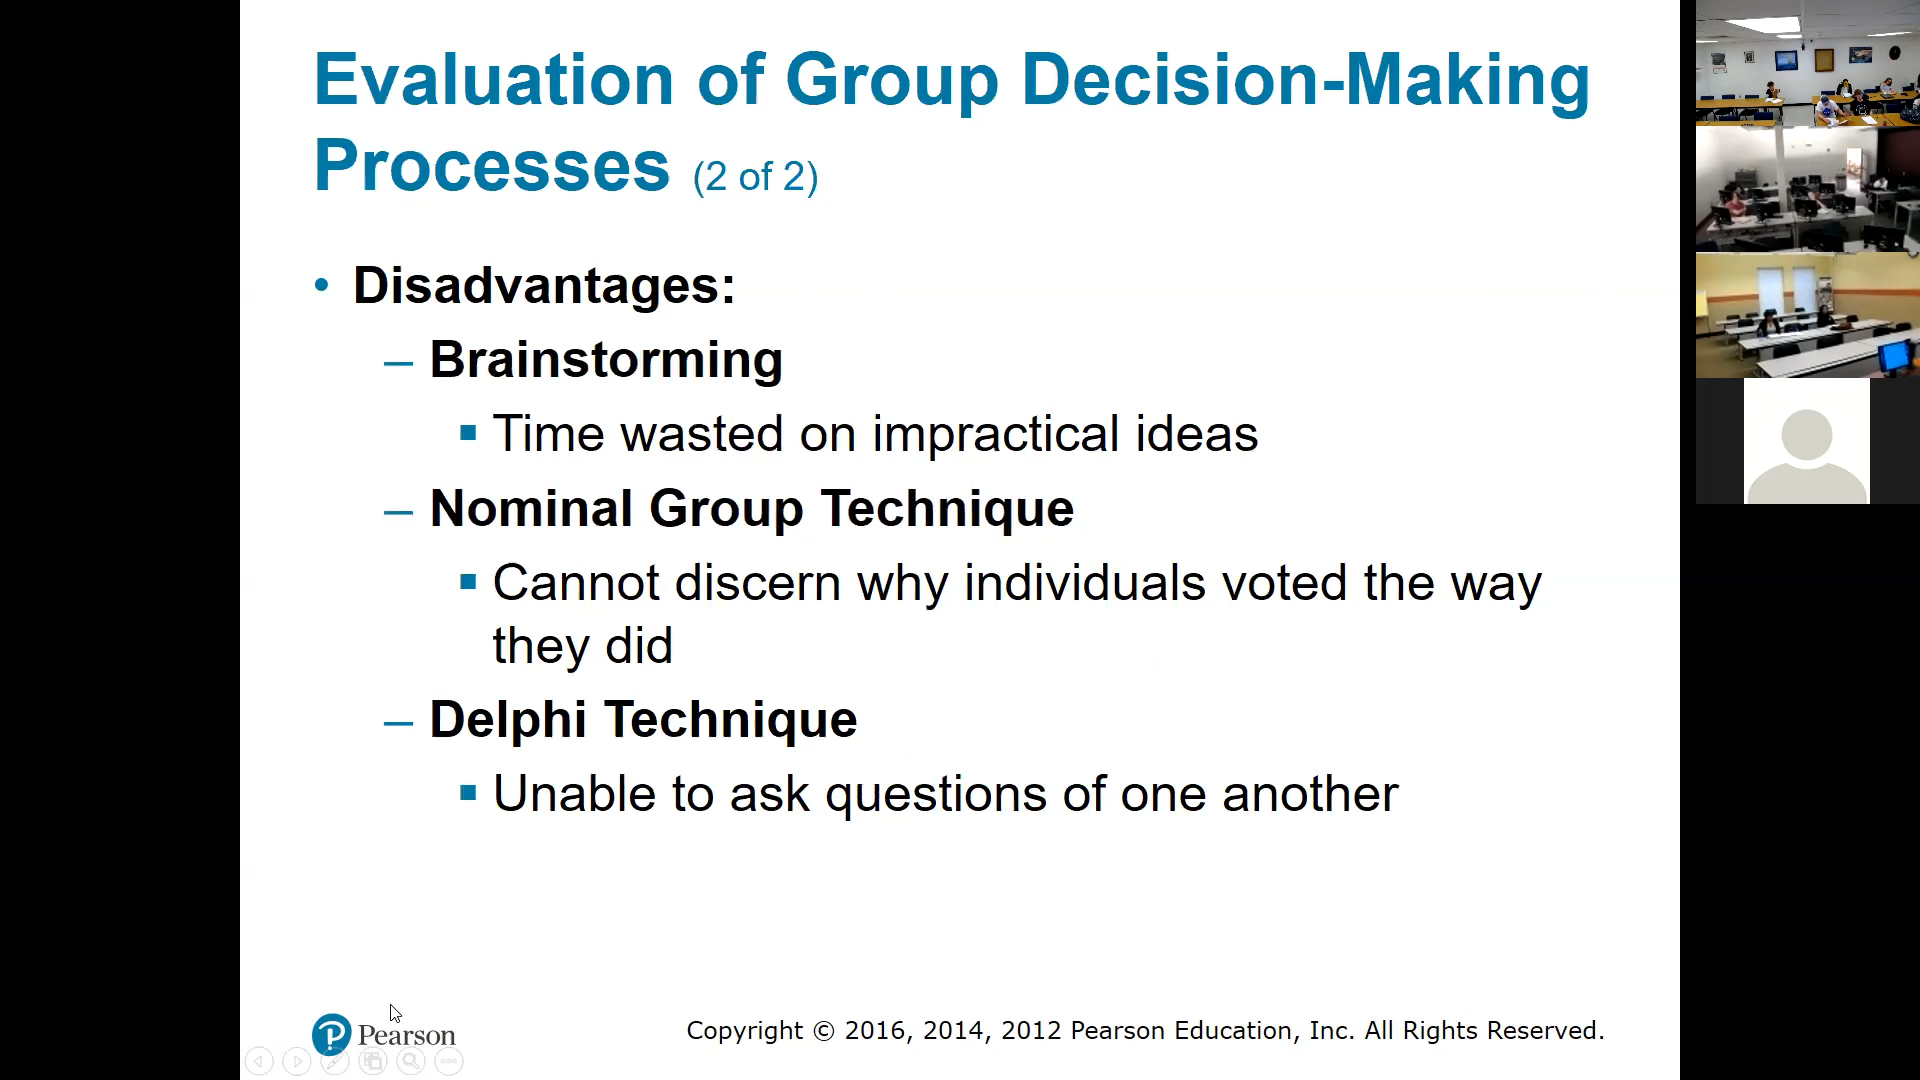 Evaluation of Group Decision-Making
Processes (2 of 2)
• Disadvantages:
– Brainstorming
▪ Time wasted on impractical ideas
– Nominal Group Technique
▪ Cannot discern why individuals voted the way
they did
– Delphi Technique
▪ Unable to ask questions of one another
Pearson
Copyright © 2016, 2014, 2012 Pearson Education, Inc. All Rights Reserved.